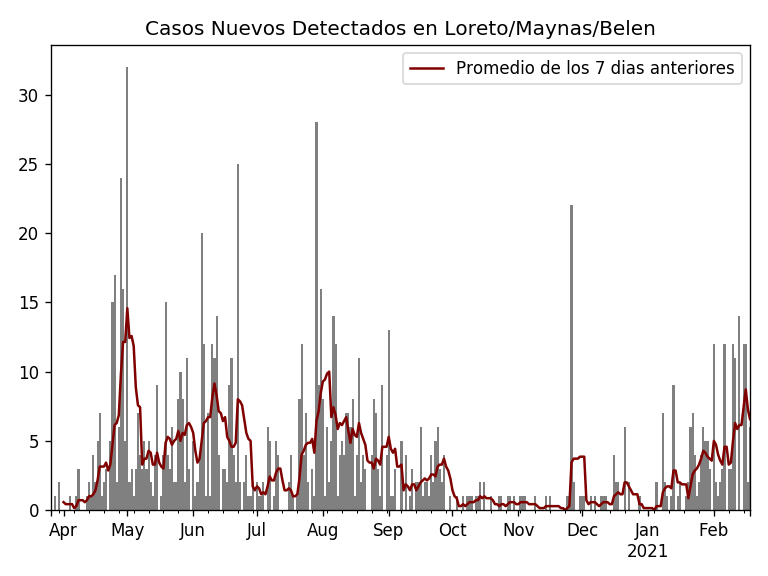 Casos Nuevos Detectados en Loreto/Maynas/Belen
Promedio de los 7 dias anteriores
30
25
20
15
10
5
0
Apr May Jun Jul Aug Sep Oct Nov Dec Jan Feb
2021